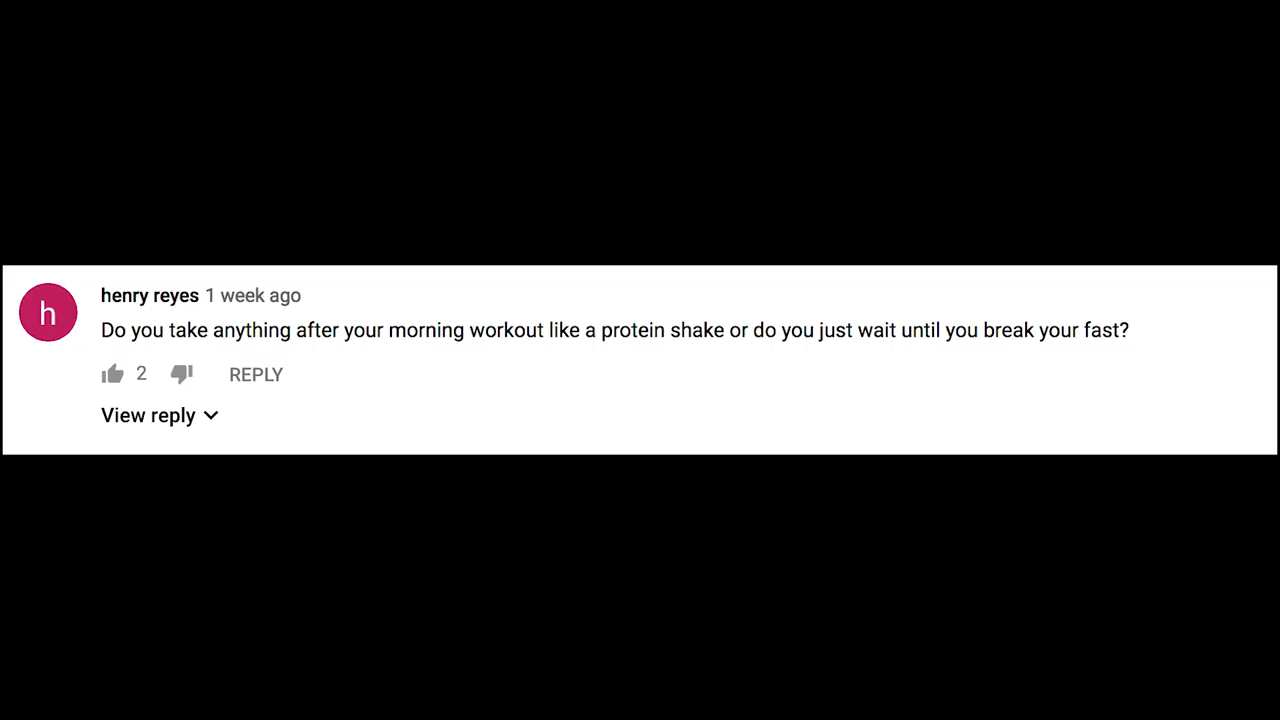 h
henry reyes 1 week ago
Do you take anything after your morning workout like a protein shake or do you just wait until you break your fast?
2 REPLY
View reply